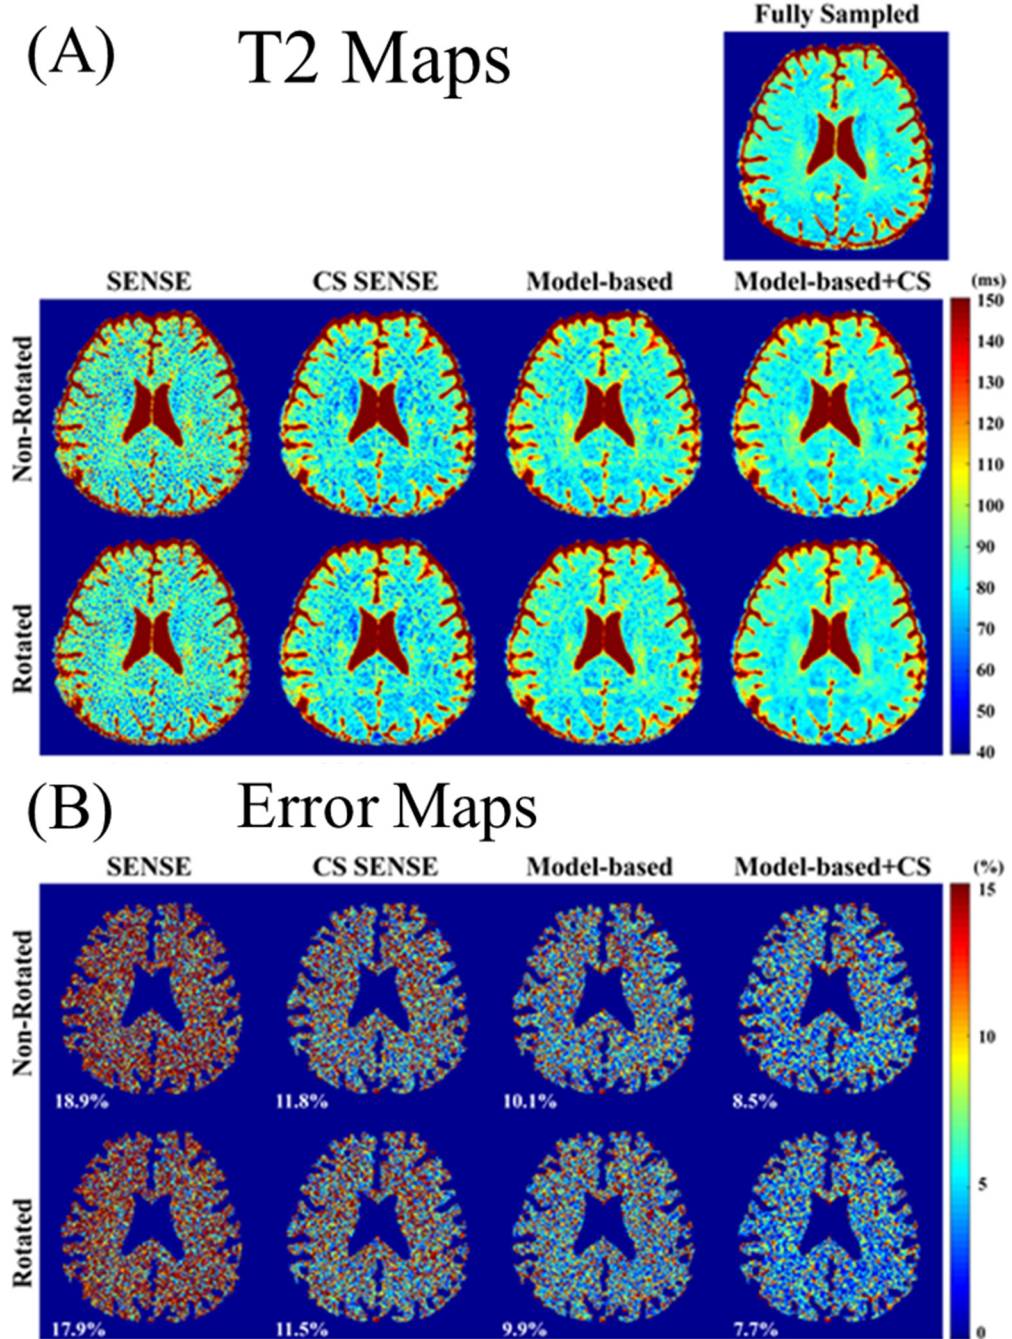 (A) T2 Maps
Fully Sampled
SENSE CS SENSE Model-based Model-based+CS (ms)
Non-Rotated
Rotated
150
140
130
120
110
100
90
80
70
60
50
40
(B) Error Maps
SENSE CS SENSE Model-based Model-based+CS (%)
Non-Rotated
18.9% 11.8% 10.1% 8.5%
Rotated
17.9% 11.5% 9.9% 7.7%
15
10
5
0